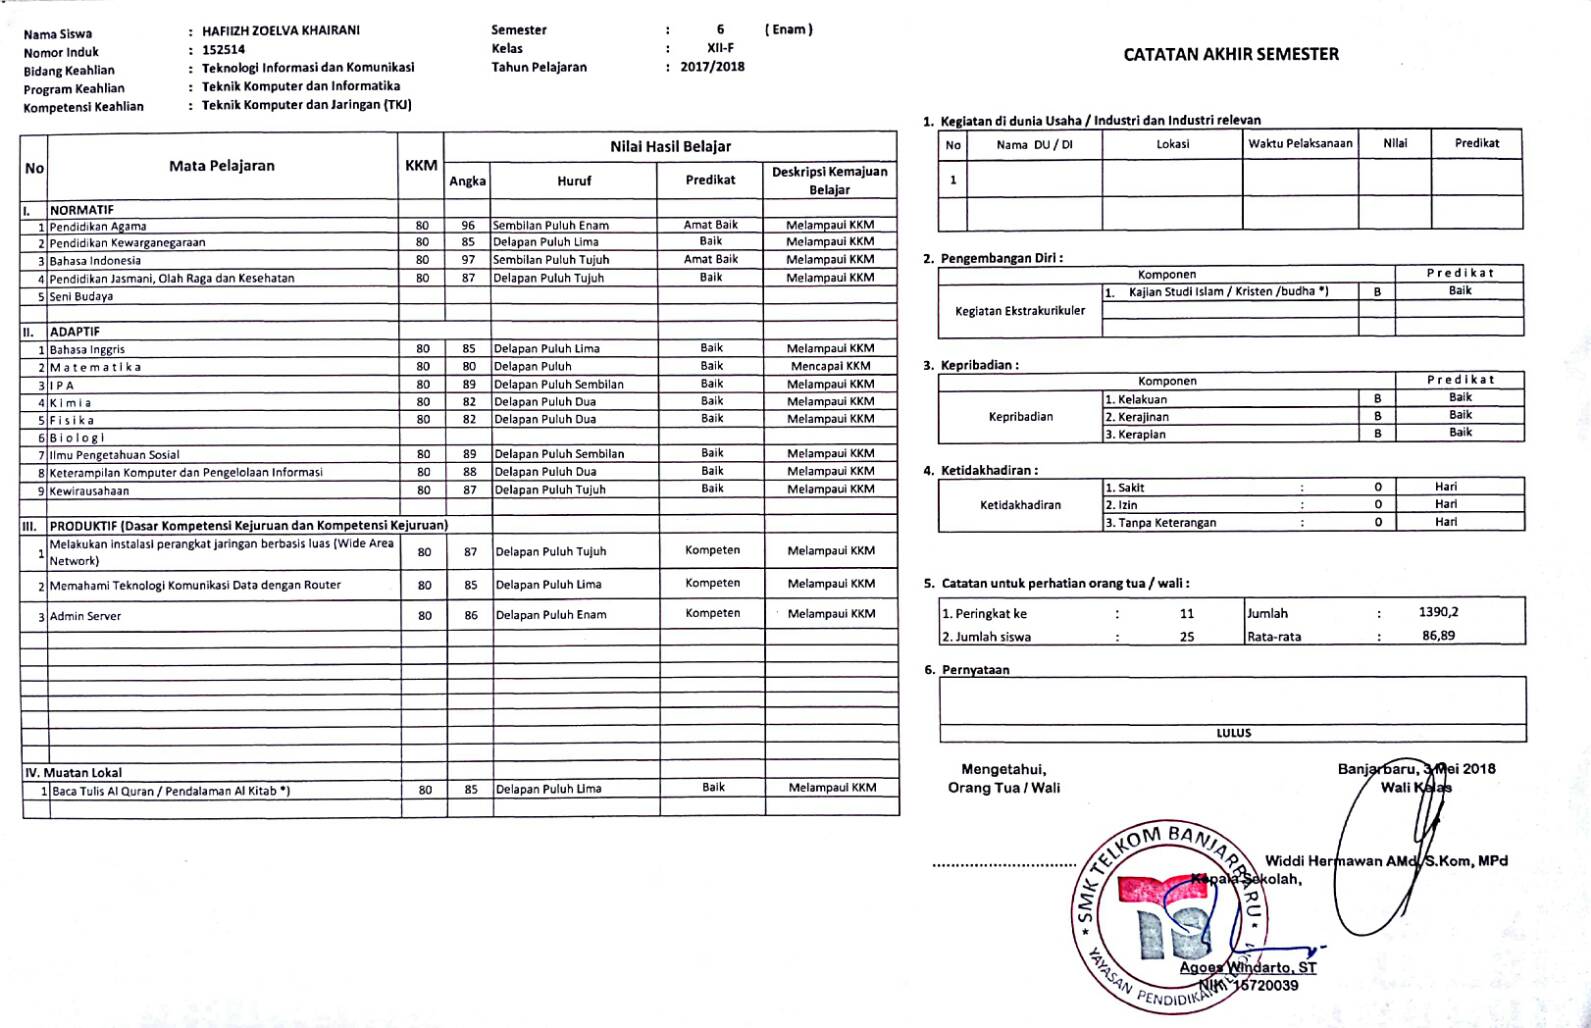 Nama Siswa : HAFIIZH ZOELVA KHAIRANI
Nomor Induk : 152514
Bidang Keahlian : Teknologi Informasi dan Komunikasi
Program Keahlian : Teknik Komputer dan Informatika
Kompetensi Keahlian : Teknik Komputer dan Jaringan (TKJ)
Semester : 6 ( Enam )
Kelas : XII-F
Tahun Pelajaran : 2017/2018
No Mata Pelajaran KKM Nilai Hasil Belajar
Angka Huruf Predikat Deskripsi Kemajuan Belajar
I. NORMATIF
1 Pendidikan Agama 80 96 Sembilan Puluh Enam Amat Baik Melampaui KKM
2 Pendidikan Kewarganegaraan 80 85 Delapan Puluh Lima Baik Melampaui KKM
3 Bahasa Indonesia 80 97 Sembilan Puluh Tujuh Amat Baik Melampaui KKM
4 Pendidikan Jasmani, Olah Raga dan Kesehatan 80 87 Delapan Puluh Tujuh Baik Melampaui KKM
5 Seni Budaya
II. ADAPTIF
1 Bahasa Inggris 80 85 Delapan Puluh Lima Baik Melampaui KKM
2 M a t e m a t i k a 80 80 Delapan Puluh Baik Mencapai KKM
3 I P A 80 89 Delapan Puluh Sembilan Baik Melampaui KKM
4 K i m i a 80 82 Delapan Puluh Dua Baik Melampaui KKM
5 F i s i k a 80 82 Delapan Puluh Dua Baik Melampaui KKM
6 B i o l o g i
7 Ilmu Pengetahuan Sosial 80 89 Delapan Puluh Sembilan Baik Melampaui KKM
8 Keterampilan Komputer dan Pengelolaan Informasi 80 88 Delapan Puluh Dua Baik Melampaui KKM
9 Kewirausahaan 80 87 Delapan Puluh Tujuh Baik Melampaui KKM
III. PRODUKTIF (Dasar Kompetensi Kejuruan dan Kompetensi Kejuruan)
1 Melakukan instalasi perangkat jaringan berbasis luas (Wide Area
Network) 80 87 Delapan Puluh Tujuh Kompeten Melampaui KKM
2 Memahami Teknologi Komunikasi Data dengan Router 80 85 Delapan Puluh Lima Kompeten Melampaui KKM
3 Admin Server 80 86 Delapan Puluh Enam Kompeten Melampaui KKM
IV. Muatan Lokal
1 Baca Tulis Al Quran / Pendalaman Al Kitab *) 80 85 Delapan Puluh Lima Baik Melampaui KKM
CATATAN AKHIR SEMESTER
1. Kegiatan di dunia Usaha / Industri dan Industri relevan
No Nama DU / DI Lokasi Waktu Pelaksanaan Nilai Predikat
1
2. Pengembangan Diri :
Komponen P r e d i k a t
Kegiatan Ekstrakurikuler 1. Kajian Studi Islam / Kristen /budha *) B Baik
3. Kepribadian :
Komponen P r e d i k a t
Kepribadian
1. Kelakuan B Baik
2. Kerajinan B Baik
3. Kerapian B Baik
4. Ketidakhadiran :
Ketidakhadiran
1. Sakit : 0 Hari
2. Izin : 0 Hari
3. Tanpa Keterangan : 0 Hari
5. Catatan untuk perhatian orang tua / wali :
1. Peringkat ke : 11 Jumlah : 1390,2
2. Jumlah siswa : 25 Rata-rata : 86,89
6. Pernyataan
LULUS
Mengetahui,
Orang Tua / Wali
Banjarbaru, 3 Mei 2018
Wali Kelas
Widdi Hermawan AMd, S.Kom, MPd
Kepala Sekolah,
* SMK TELKOM BANJARBARU *
YAYASAN PENDIDIKAN TELKOM
Agoes Windarto, ST
NIK. 15720039